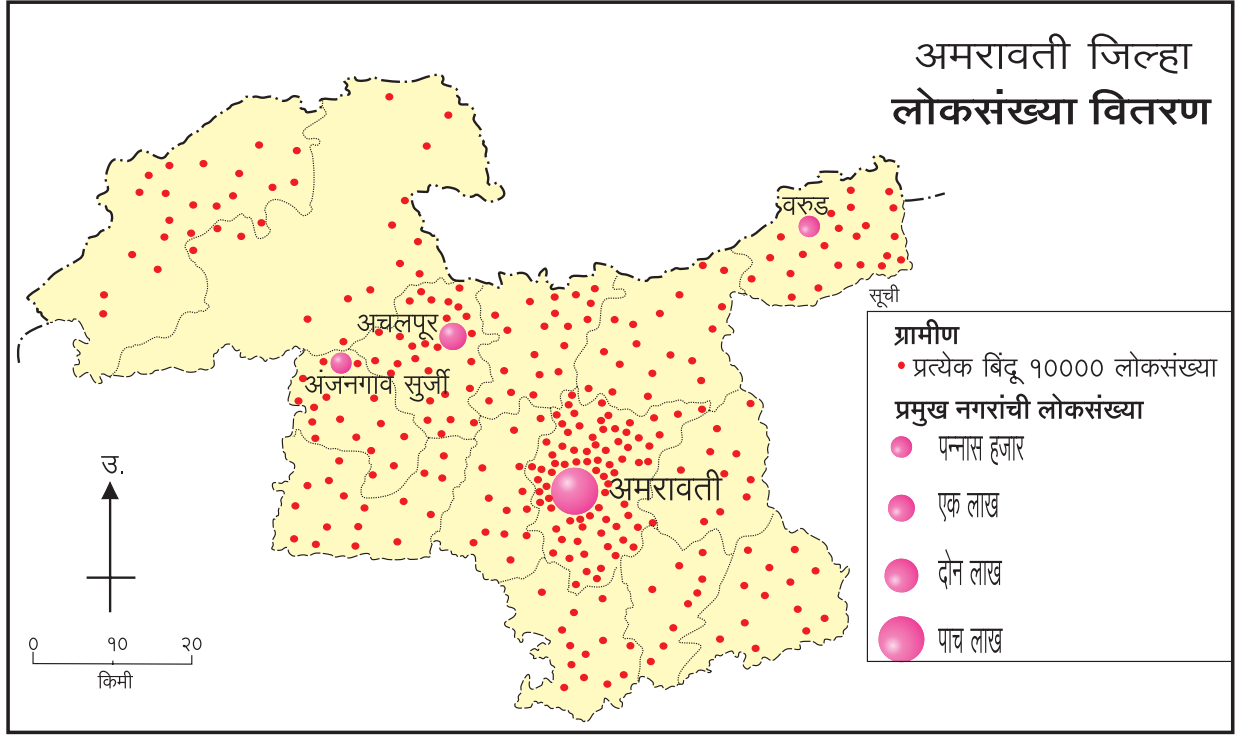 अमरावती जिल्हा
लोकसंख्या वितरण
वरुड
सूची
ग्रामीण
प्रत्येक बिंदू १०००० लोकसंख्या
प्रमुख नगरांची लोकसंख्या
पन्नास हजार
एक लाख
दोन लाख
पाच लाख
अचलपूर
अंजनगाव सुर्जी
अमरावती
उ.
० १० २०
किमी